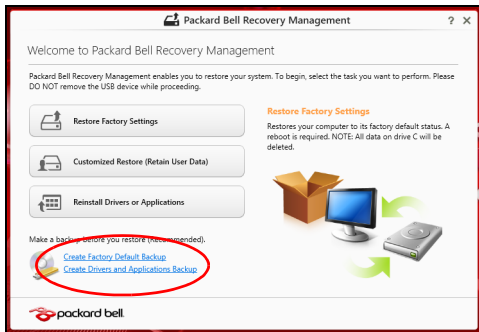 Packard Bell Recovery Management
? X
Welcome to Packard Bell Recovery Management
Packard Bell Recovery Management enables you to restore your system. To begin, select the task you want to perform. Please
DO NOT remove the USB device while proceeding.
Restore Factory Settings
Customized Restore (Retain User Data)
Reinstall Drivers or Applications
Restore Factory Settings
Restores your computer to its factory default status. A
reboot is required. NOTE: All data on drive C will be
deleted.
Make a backup before you restore (Recommended).
Create Factory Default Backup
Create Drivers and Applications Backup
packard bell